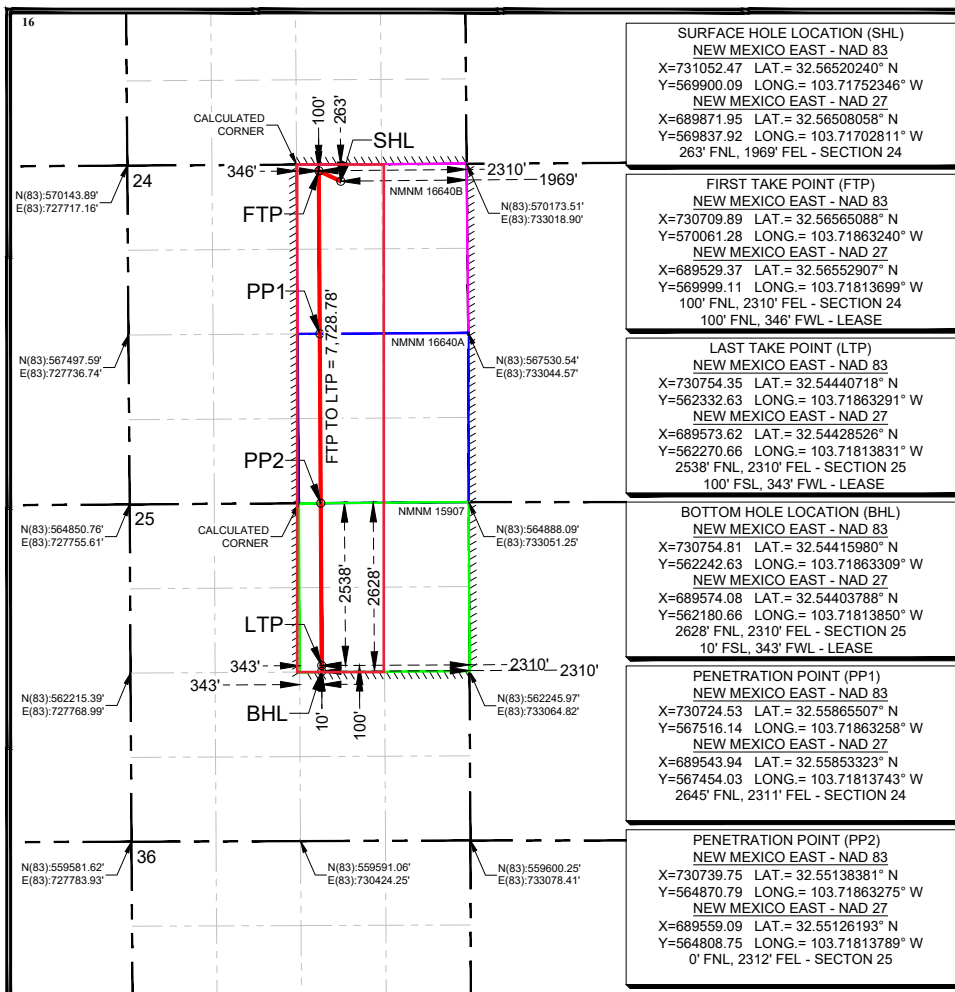 16
CALCULATED
CORNER
100'
263'
SHL
346'
2310'
1969'
24
N(83):570143.89'
E(83):727717.16'
FTP
NMNM 16640B
N(83):570173.51'
E(83):733018.90'
PP1
FTP TO LTP = 7,728.78'
NMNM 16640A
N(83):567497.59'
E(83):727736.74'
N(83):567530.54'
E(83):733044.57'
PP2
25
NMNM 15907
N(83):564850.76'
E(83):727755.61'
CALCULATED
CORNER
N(83):564888.09'
E(83):733051.25'
2538'
2628'
LTP
343'
2310'
343'
2310'
N(83):562215.39'
E(83):727768.99'
BHL
10'
100'
N(83):562245.97'
E(83):733064.82'
36
N(83):559581.62'
E(83):727783.93'
N(83):559591.06'
E(83):730424.25'
N(83):559600.25'
E(83):733078.41'
SURFACE HOLE LOCATION (SHL)
NEW MEXICO EAST - NAD 83
X=731052.47 LAT.= 32.56520240° N
Y=569900.09 LONG.= 103.71752346° W
NEW MEXICO EAST - NAD 27
X=689871.95 LAT.= 32.56508058° N
Y=569837.92 LONG.= 103.71702811° W
263' FNL, 1969' FEL - SECTION 24
FIRST TAKE POINT (FTP)
NEW MEXICO EAST - NAD 83
X=730709.89 LAT.= 32.56565088° N
Y=570061.28 LONG.= 103.71863240° W
NEW MEXICO EAST - NAD 27
X=689529.37 LAT.= 32.56552907° N
Y=569999.11 LONG.= 103.71813699° W
100' FNL, 2310' FEL - SECTION 24
100' FNL, 346' FWL - LEASE
LAST TAKE POINT (LTP)
NEW MEXICO EAST - NAD 83
X=730754.35 LAT.= 32.54440718° N
Y=562332.63 LONG.= 103.71863291° W
NEW MEXICO EAST - NAD 27
X=689573.62 LAT.= 32.54428526° N
Y=562270.66 LONG.= 103.71813831° W
2538' FNL, 2310' FEL - SECTION 25
100' FSL, 343' FWL - LEASE
BOTTOM HOLE LOCATION (BHL)
NEW MEXICO EAST - NAD 83
X=730754.81 LAT.= 32.54415980° N
Y=562242.63 LONG.= 103.71863309° W
NEW MEXICO EAST - NAD 27
X=689574.08 LAT.= 32.54403788° N
Y=562180.66 LONG.= 103.71813850° W
2628' FNL, 2310' FEL - SECTION 25
10' FSL, 343' FWL - LEASE
PENETRATION POINT (PP1)
NEW MEXICO EAST - NAD 83
X=730724.53 LAT.= 32.55865507° N
Y=567516.14 LONG.= 103.71863258° W
NEW MEXICO EAST - NAD 27
X=689543.94 LAT.= 32.55853323° N
Y=567454.03 LONG.= 103.71813743° W
2645' FNL, 2311' FEL - SECTION 24
PENETRATION POINT (PP2)
NEW MEXICO EAST - NAD 83
X=730739.75 LAT.= 32.55138381° N
Y=564870.79 LONG.= 103.71863275° W
NEW MEXICO EAST - NAD 27
X=689559.09 LAT.= 32.55126193° N
Y=564808.75 LONG.= 103.71813789° W
0' FNL, 2312' FEL - SECTON 25